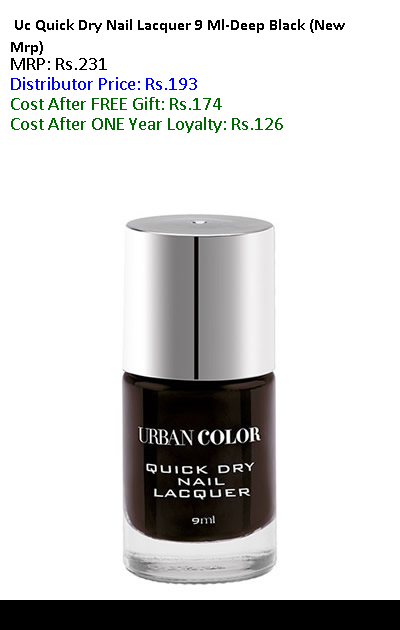 Uc Quick Dry Nail Lacquer 9 Ml-Deep Black (New
Mrp)
MRP: Rs.231
Distributor Price: Rs.193
Cost After FREE Gift: Rs.174
Cost After ONE Year Loyalty: Rs.126
URBAN COLOR
QUICK DRY
NAIL
LACQUER
9ml